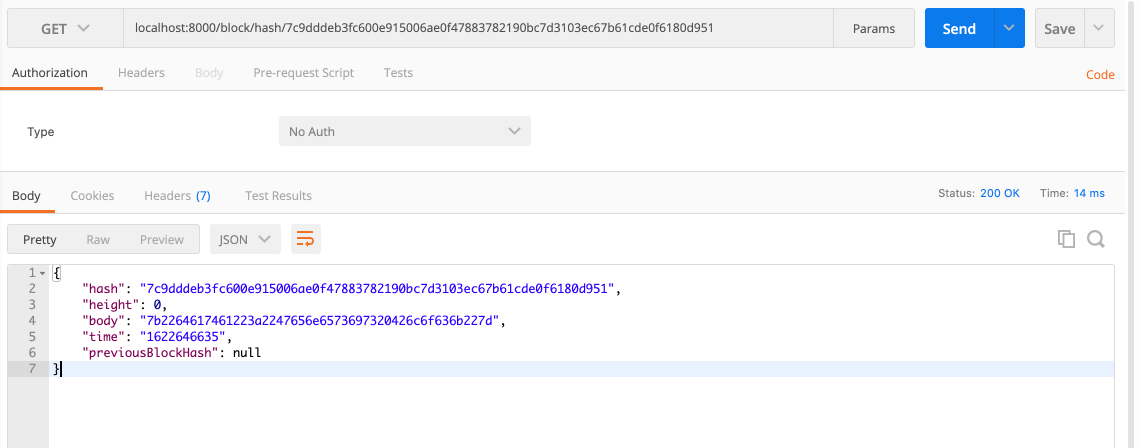 GET localhost:8000/block/hash/7c9dddeb3fc600e915006ae0f47883782190bc7d3103ec67b61cde0f6180d951 Params Send Save
Authorization Headers Body Pre-request Script Tests Code
Type No Auth
Body Cookies Headers (7) Test Results Status: 200 OK Time: 14 ms
Pretty Raw Preview JSON
1 {
2 "hash": "7c9dddeb3fc600e915006ae0f47883782190bc7d3103ec67b61cde0f6180d951",
3 "height": 0,
4 "body": "7b2264617461223a2247656e6573697320426c6f636b227d",
5 "time": "1622646635",
6 "previousBlockHash": null
7 }